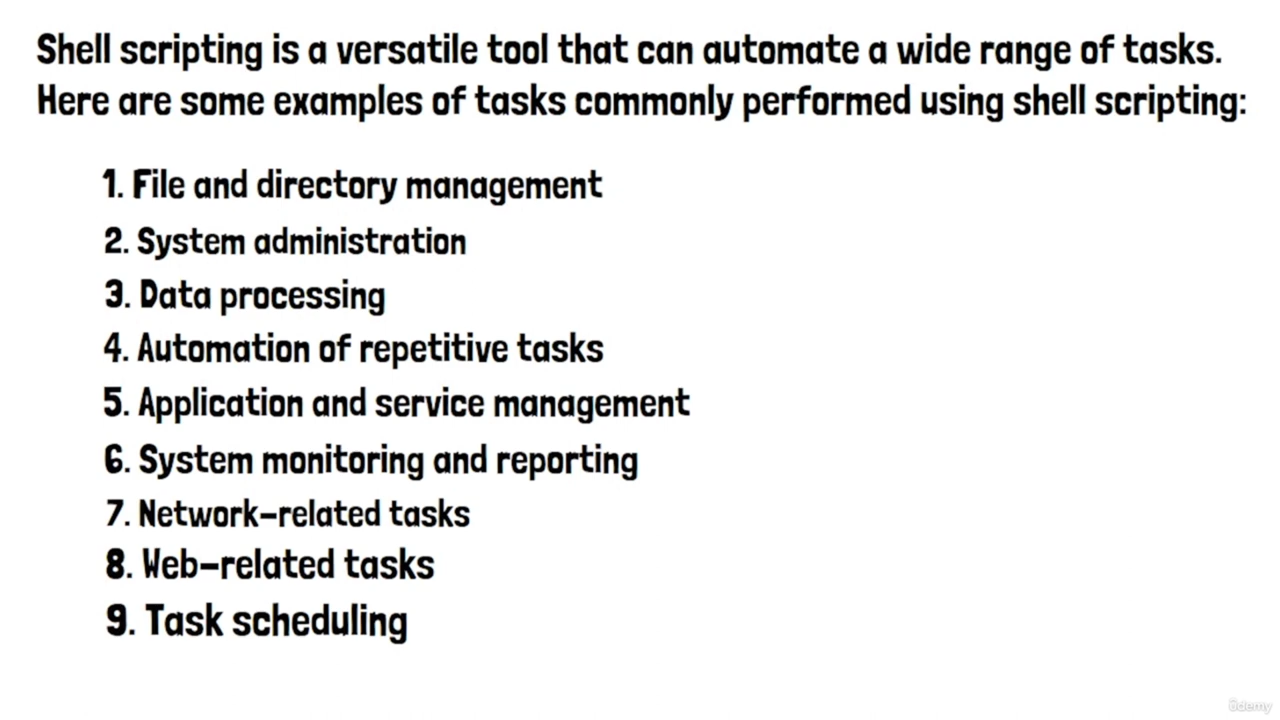 Shell scripting is a versatile tool that can automate a wide range of tasks.
Here are some examples of tasks commonly performed using shell scripting:
1. File and directory management
2. System administration
3. Data processing
4. Automation of repetitive tasks
5. Application and service management
6. System monitoring and reporting
7. Network-related tasks
8. Web-related tasks
9. Task scheduling
ûdemy